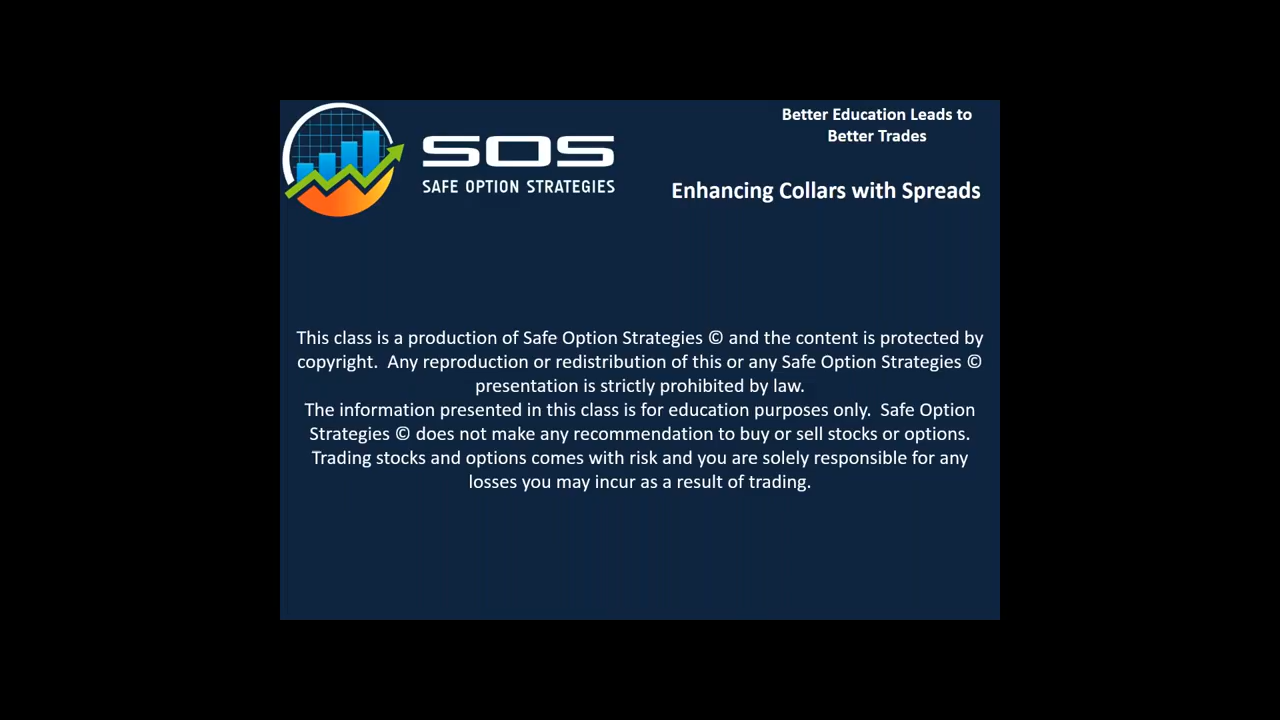 Better Education Leads to
Better Trades
SOS
SAFE OPTION STRATEGIES
Enhancing Collars with Spreads
This class is a production of Safe Option Strategies © and the content is protected by
copyright.  Any reproduction or redistribution of this or any Safe Option Strategies ©
presentation is strictly prohibited by law.
The information presented in this class is for education purposes only.  Safe Option
Strategies © does not make any recommendation to buy or sell stocks or options.
Trading stocks and options comes with risk and you are solely responsible for any
losses you may incur as a result of trading.